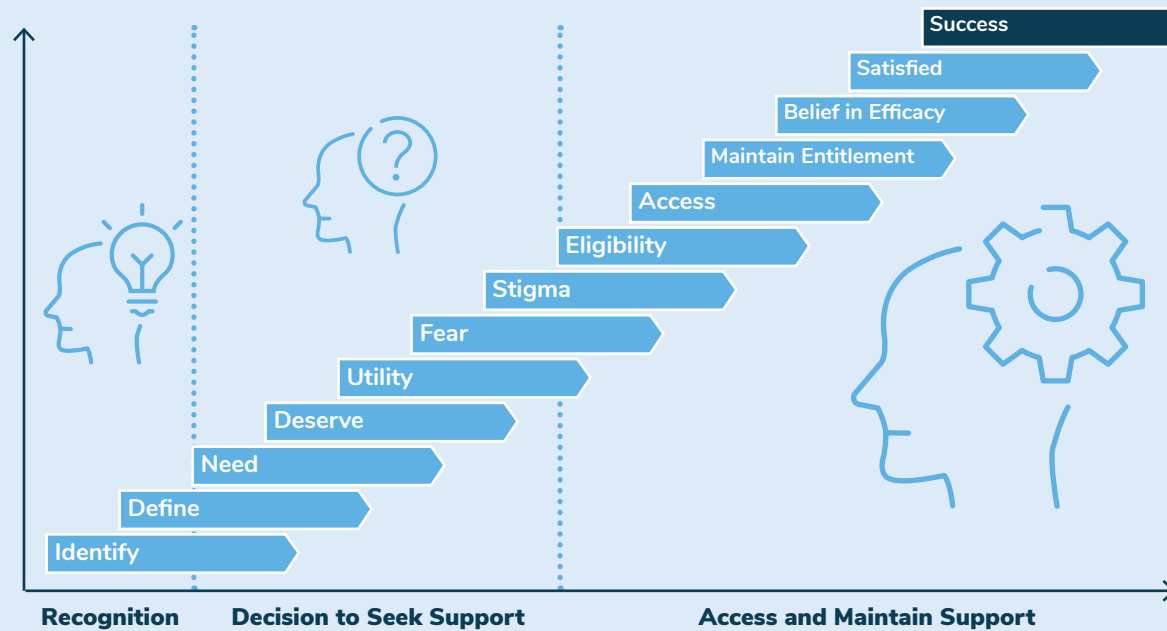 Success
Satisfied
Belief in Efficacy
Maintain Entitlement
Access
Eligibility
Stigma
Fear
Utility
Deserve
Need
Define
Identify
Recognition
Decision to Seek Support
Access and Maintain Support